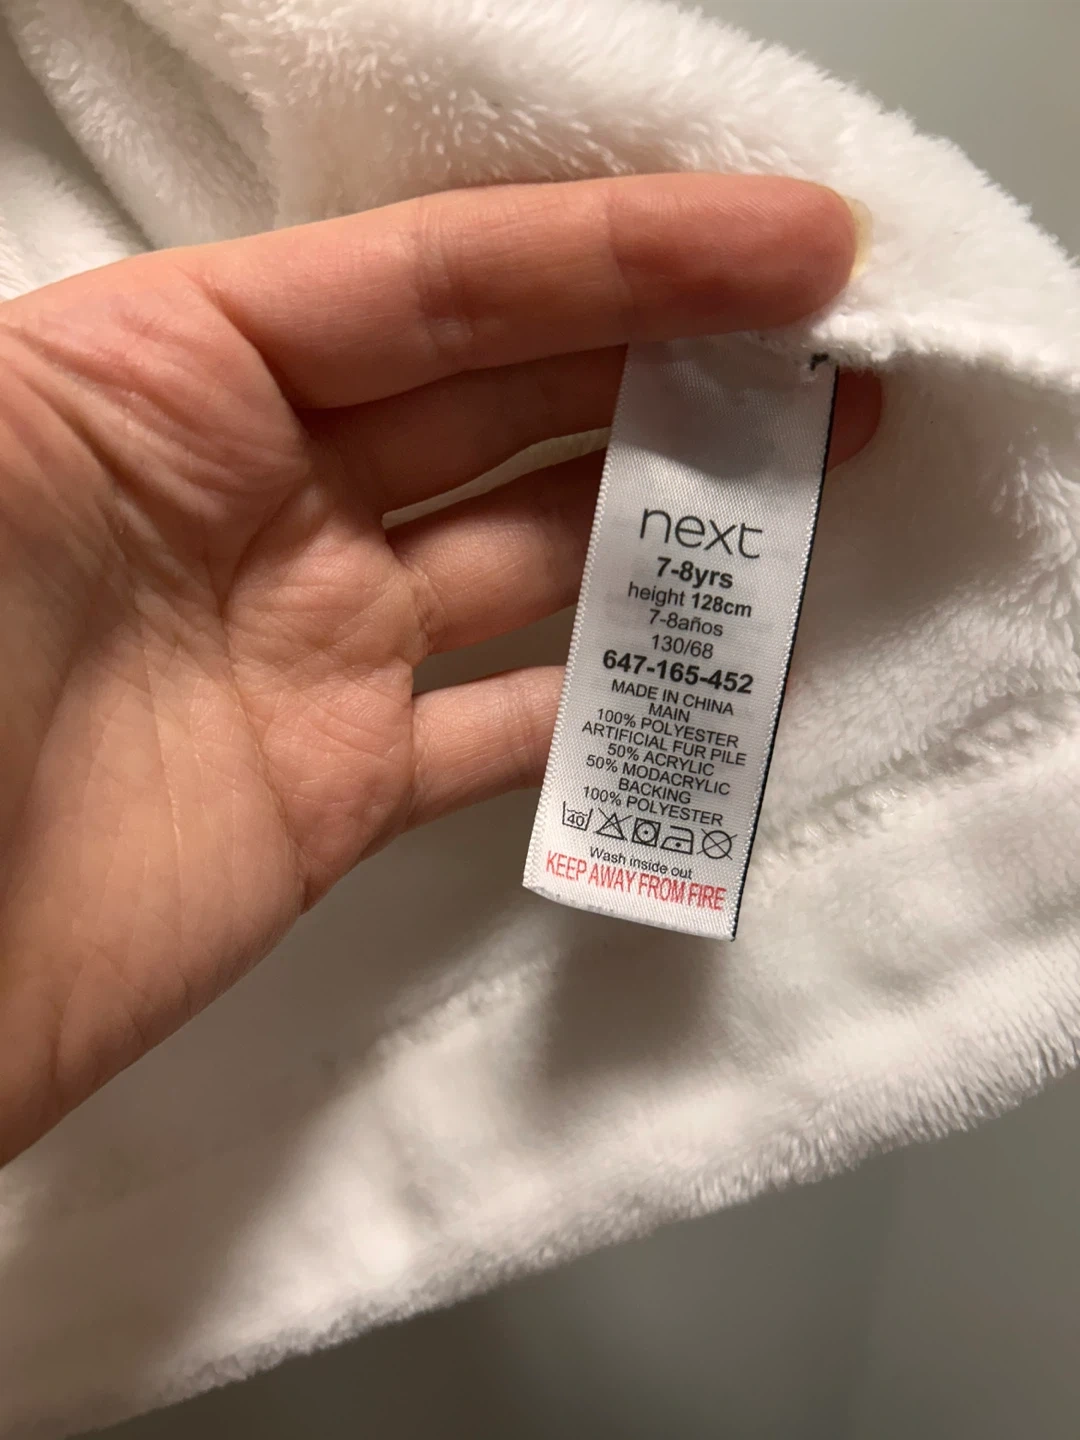 next
7-8yrs
height 128cm
7-8años
130/68
647-165-452
MADE IN CHINA
MAIN
100% POLYESTER
ARTIFICIAL FUR PILE
50% ACRYLIC
50% MODACRYLIC
BACKING
100% POLYESTER
40
Wash inside out
KEEP AWAY FROM FIRE